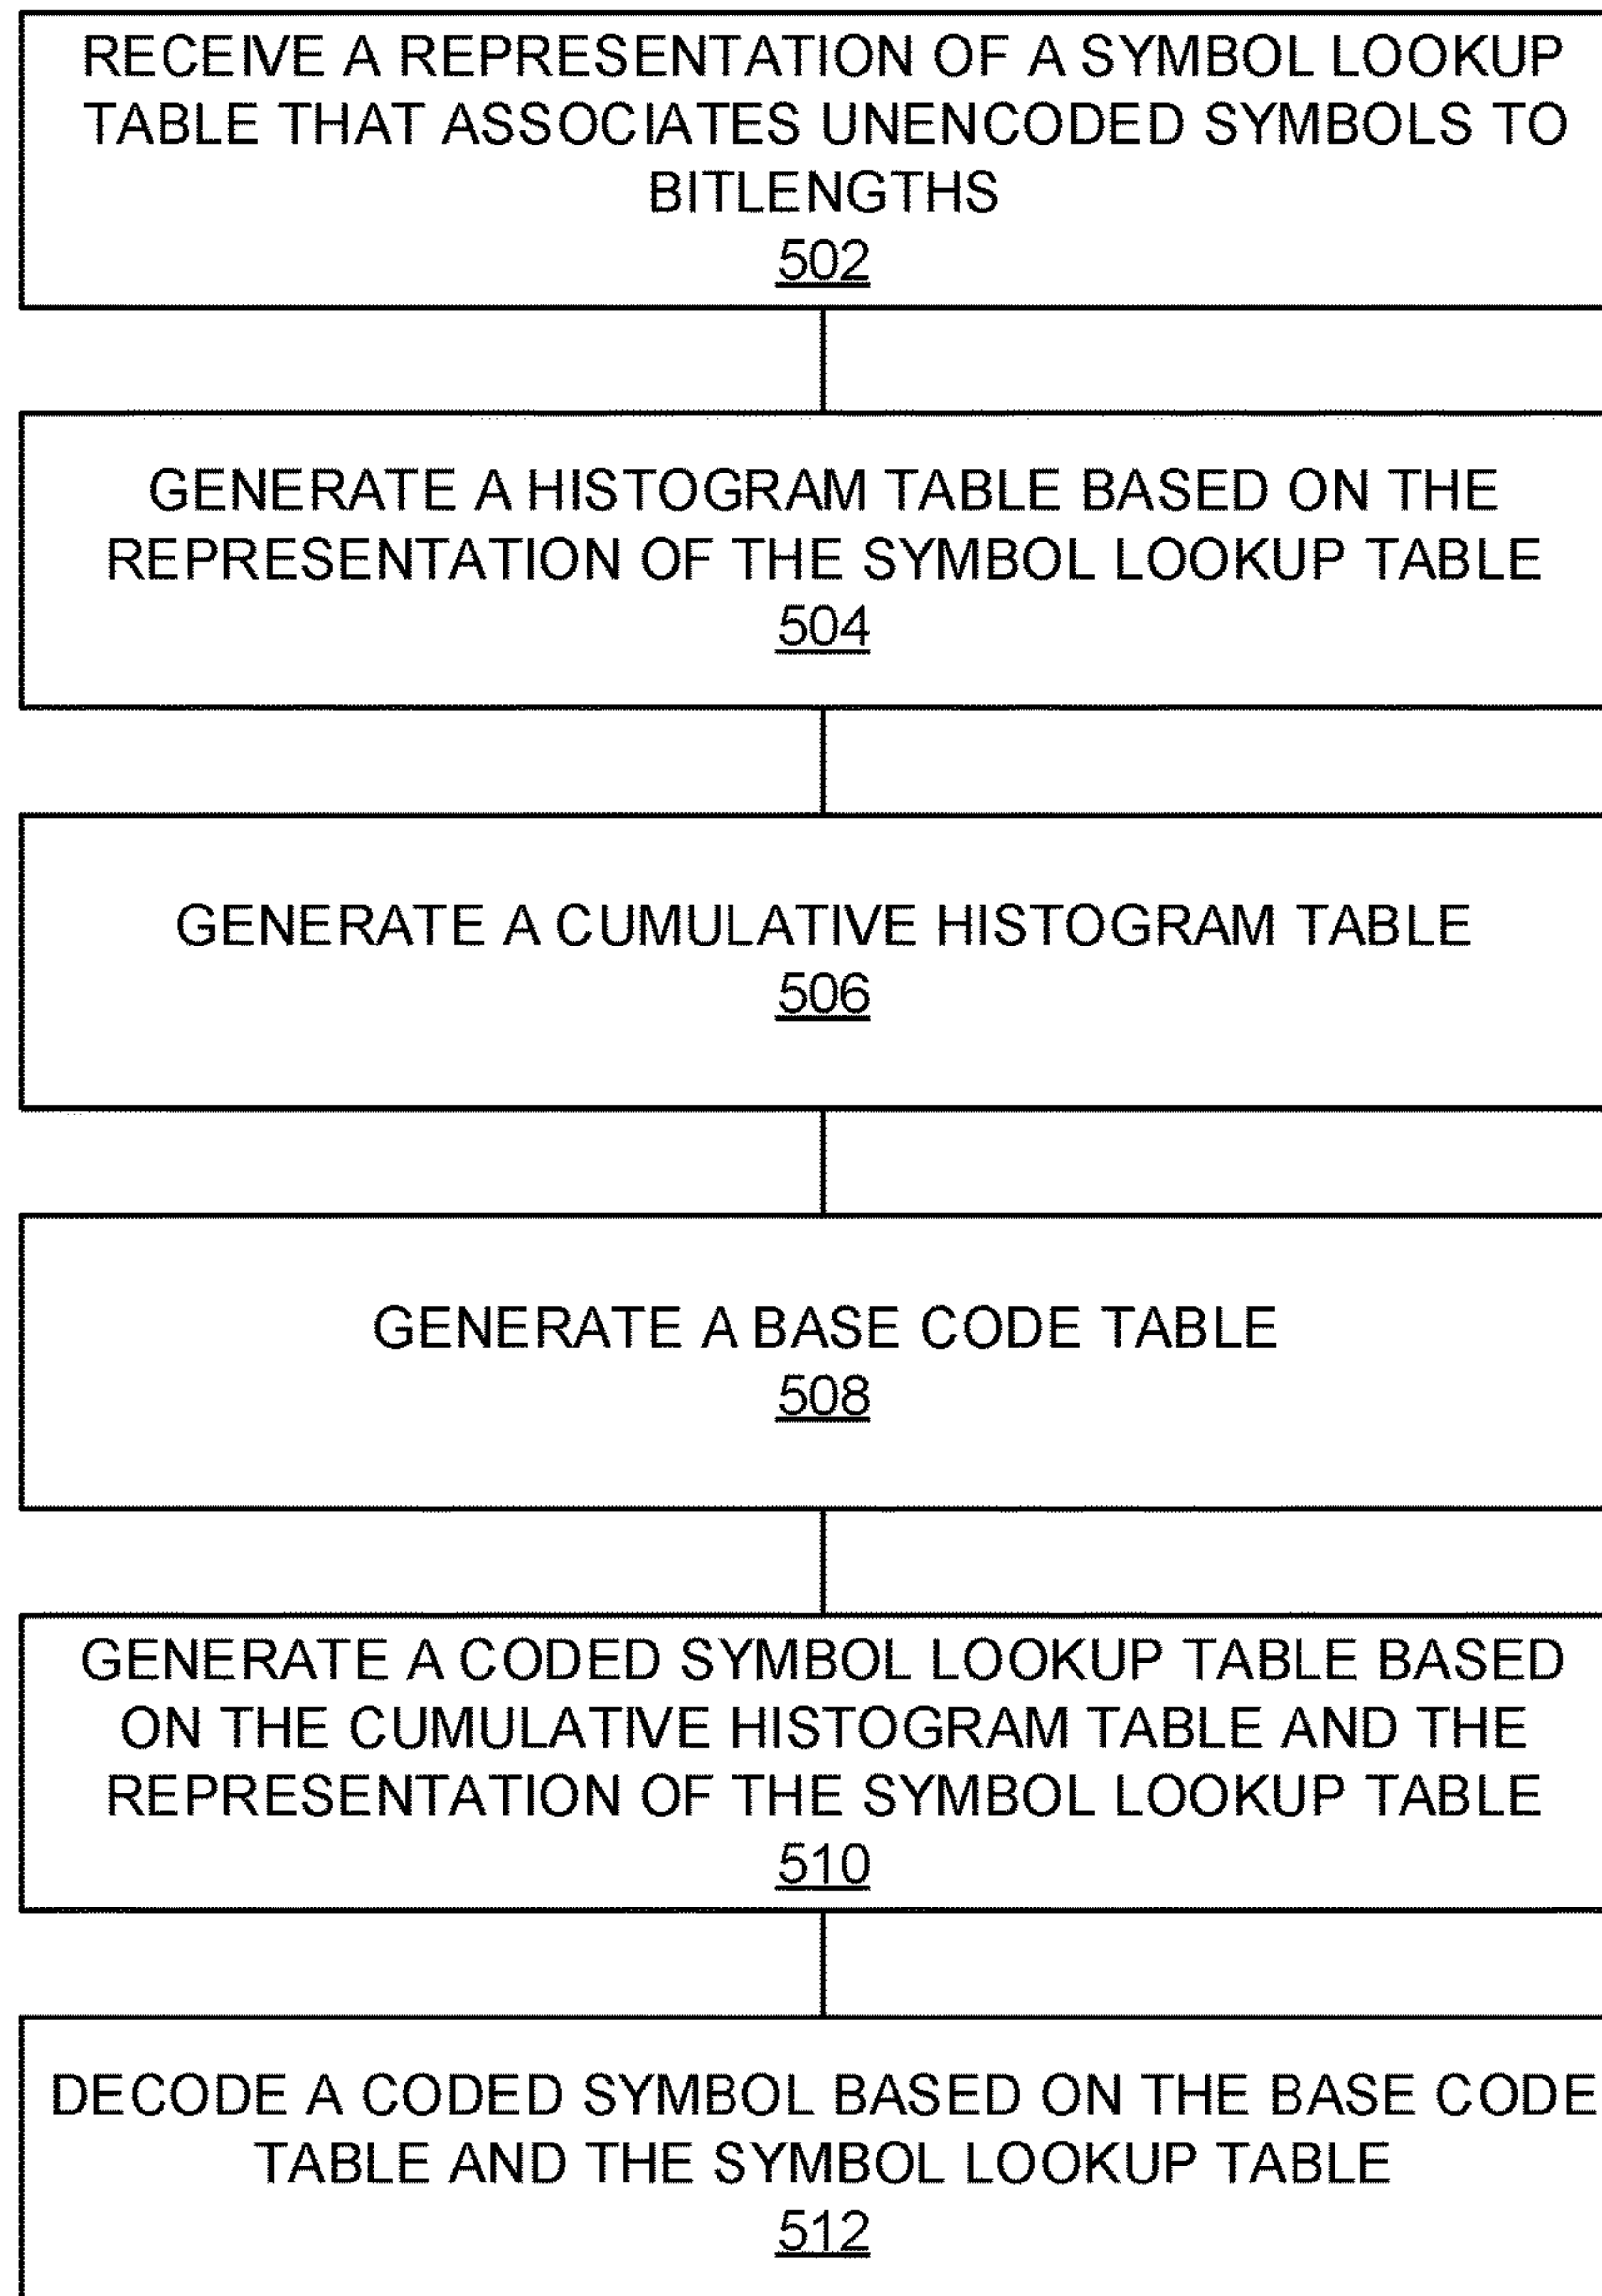 RECEIVE A REPRESENTATION OF A SYMBOL LOOKUP
TABLE THAT ASSOCIATES UNENCODED SYMBOLS TO
BITLENGTHS
502
GENERATE A HISTOGRAM TABLE BASED ON THE
REPRESENTATION OF THE SYMBOL LOOKUP TABLE
504
GENERATE A CUMULATIVE HISTOGRAM TABLE
506
GENERATE A BASE CODE TABLE
508
GENERATE A CODED SYMBOL LOOKUP TABLE BASED
ON THE CUMULATIVE HISTOGRAM TABLE AND THE
REPRESENTATION OF THE SYMBOL LOOKUP TABLE
510
DECODE A CODED SYMBOL BASED ON THE BASE CODE
TABLE AND THE SYMBOL LOOKUP TABLE
512